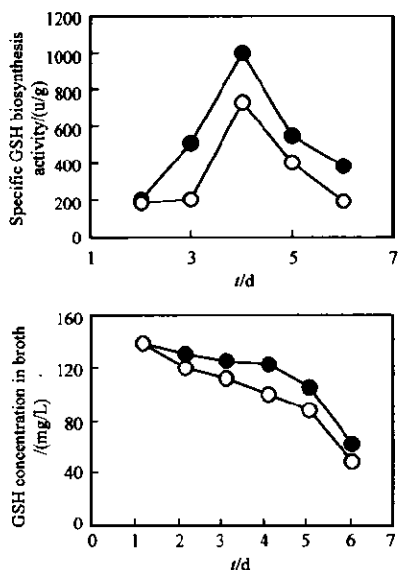 Specific GSH biosynthesis
activity/(u/g)
1200
1000
800
600
400
200
0
1 3 5 7
t/d
GSH concentration in broth
/(mg/L)
160
120
80
40
0
0 1 2 3 4 5 6 7
t/d